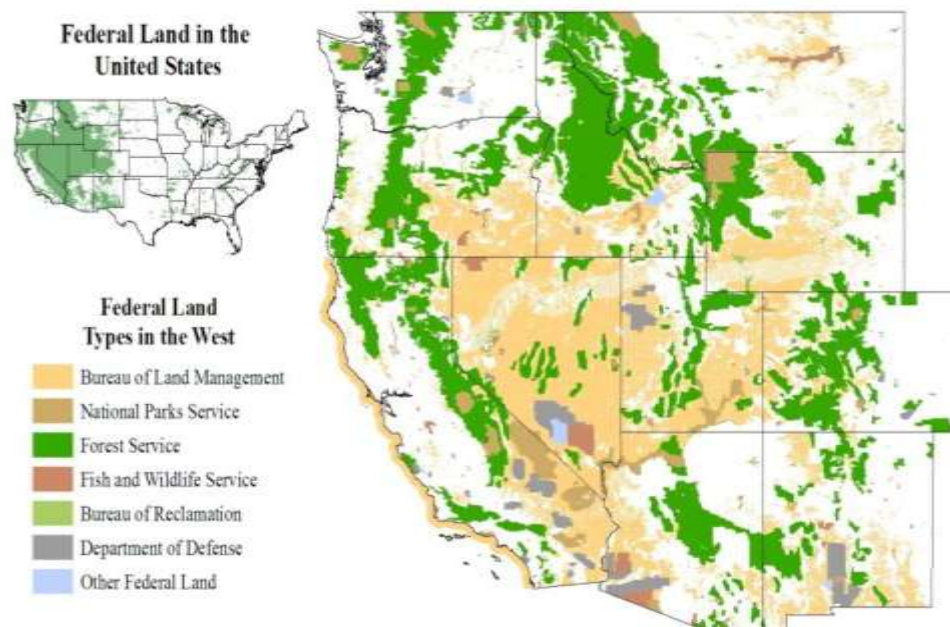 Federal Land in the
United States
Federal Land
Types in the West
Bureau of Land Management
National Parks Service
Forest Service
Fish and Wildlife Service
Bureau of Reclamation
Department of Defense
Other Federal Land